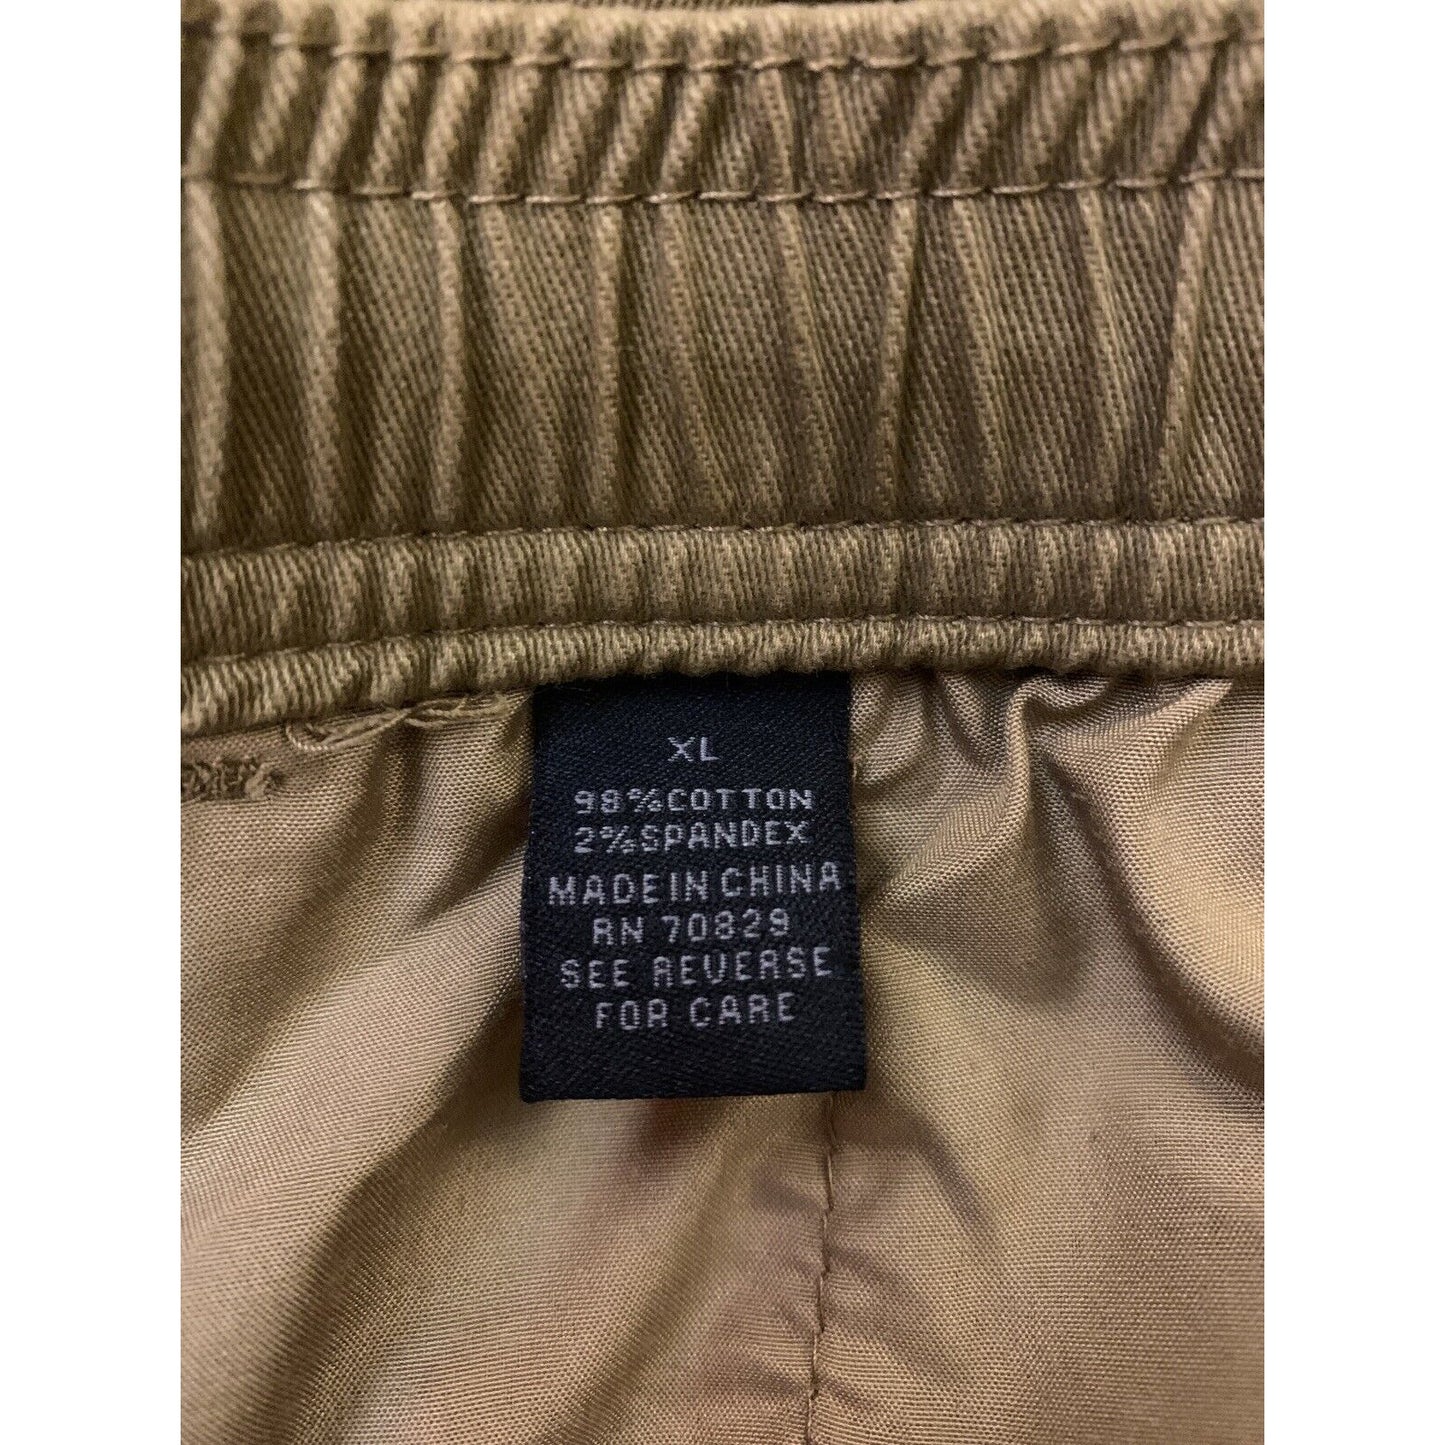 XL
98%COTTON
2%SPANDEX
MADE IN CHINA
RN 70829
SEE REVERSE
FOR CARE